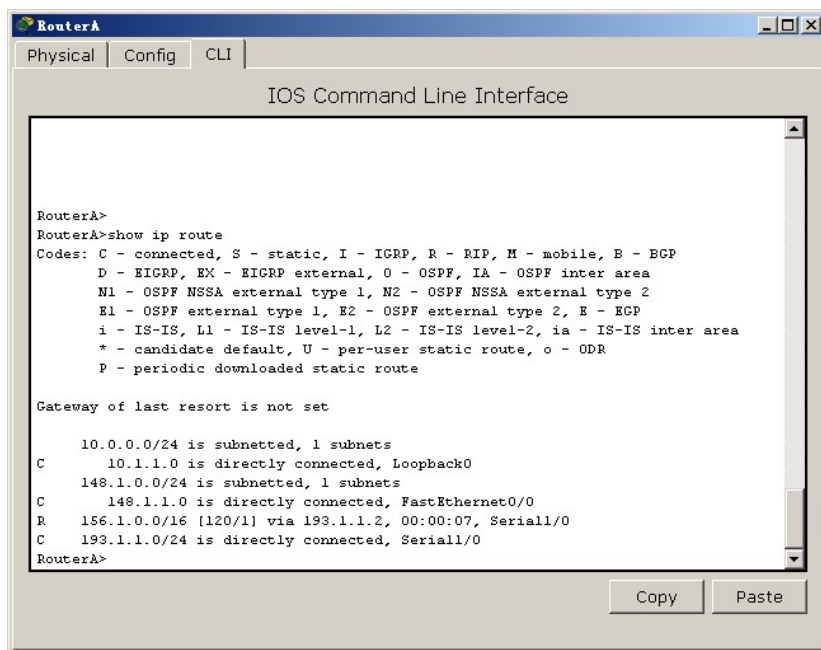 RouterA
Physical Config CLI
IOS Command Line Interface
RouterA>
RouterA>show ip route
Codes: C - connected, S - static, I - IGRP, R - RIP, M - mobile, B - BGP
D - EIGRP, EX - EIGRP external, O - OSPF, IA - OSPF inter area
N1 - OSPF NSSA external type 1, N2 - OSPF NSSA external type 2
E1 - OSPF external type 1, E2 - OSPF external type 2, E - EGP
i - IS-IS, L1 - IS-IS level-1, L2 - IS-IS level-2, ia - IS-IS inter area
* - candidate default, U - per-user static route, o - ODR
P - periodic downloaded static route
Gateway of last resort is not set
10.0.0.0/24 is subnetted, 1 subnets
C 10.1.1.0 is directly connected, Loopback0
148.1.0.0/24 is subnetted, 1 subnets
C 148.1.1.0 is directly connected, FastEthernet0/0
R 156.1.0.0/16 [120/1] via 193.1.1.2, 00:00:07, Serial1/0
C 193.1.1.0/24 is directly connected, Serial1/0
RouterA>
Copy Paste